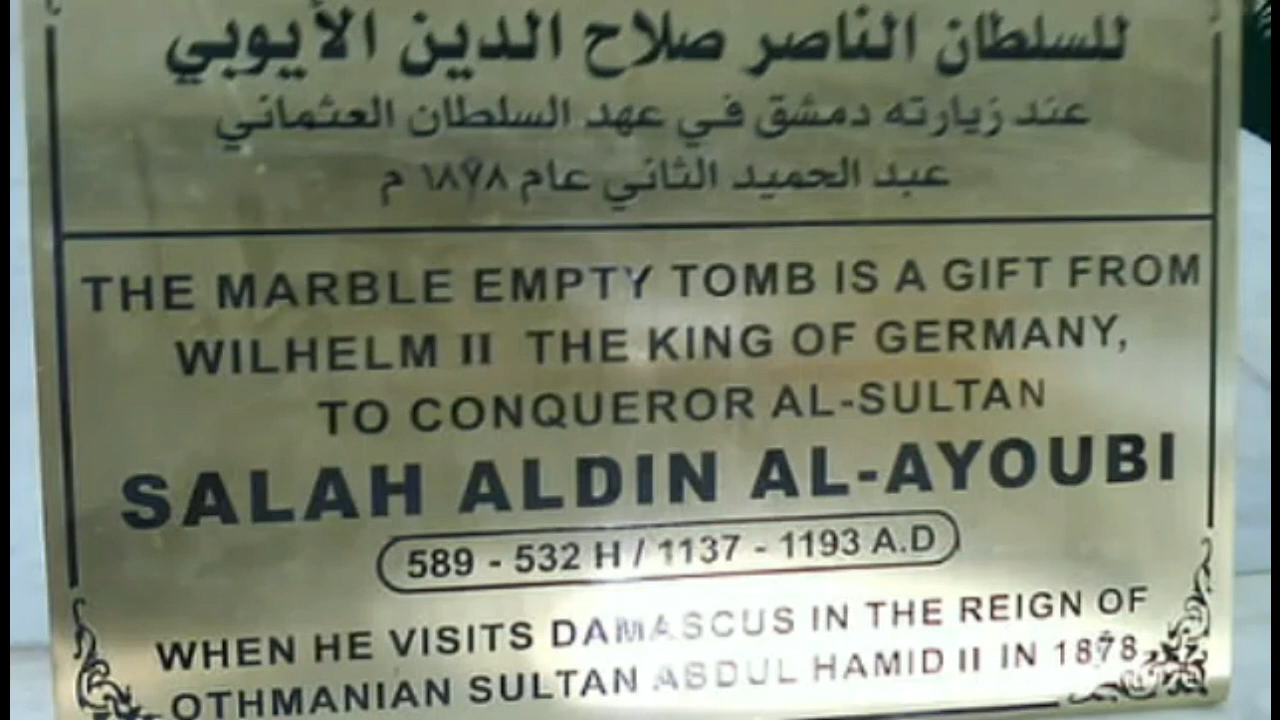 للسلطان الناصر صلاح الدين الأيوبي
عند زيارته دمشق في عهد السلطان العثماني
عبد الحميد الثاني عام ١٨٧٨ م
THE MARBLE EMPTY TOMB IS A GIFT FROM
WILHELM II THE KING OF GERMANY,
TO CONQUEROR AL-SULTAN
SALAH ALDIN AL-AYOUBI
589 - 532 H / 1137 - 1193 A.D
WHEN HE VISITS DAMASCUS IN THE REIGN OF
OTHMANIAN SULTAN ABDUL HAMID II IN 1878